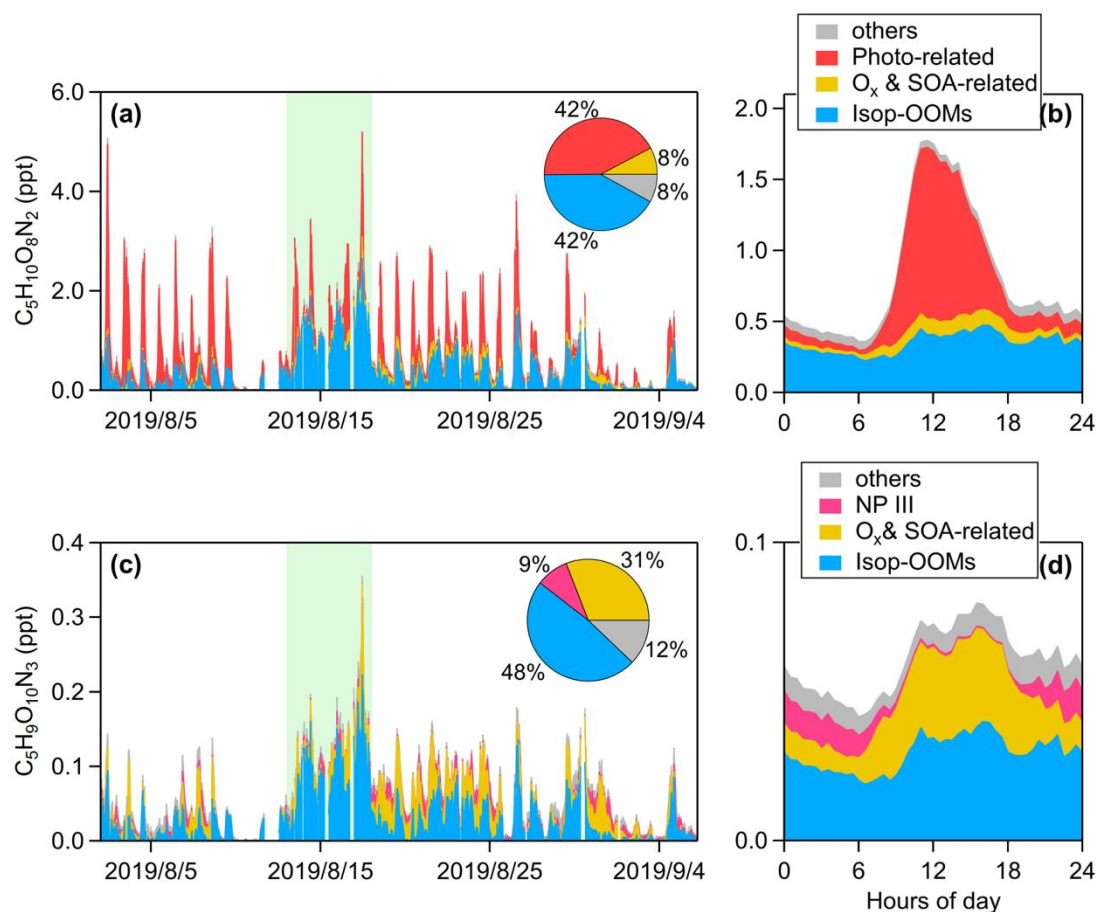 (a)
C₅H₁₀O₈N₂ (ppt)
6.0
4.0
2.0
0.0
42%
8%
8%
42%
2019/8/5
2019/8/15
2019/8/25
2019/9/4
others
Photo-related
Oₓ & SOA-related
Isop-OOMs
(b)
2.0
1.5
1.0
0.5
0.0
0
6
12
18
24
(c)
C₅H₉O₁₀N₃ (ppt)
0.4
0.3
0.2
0.1
0.0
9%
31%
12%
48%
2019/8/5
2019/8/15
2019/8/25
2019/9/4
others
NP III
Oₓ& SOA-related
Isop-OOMs
(d)
0.1
0.0
0
6
12
18
24
Hours of day